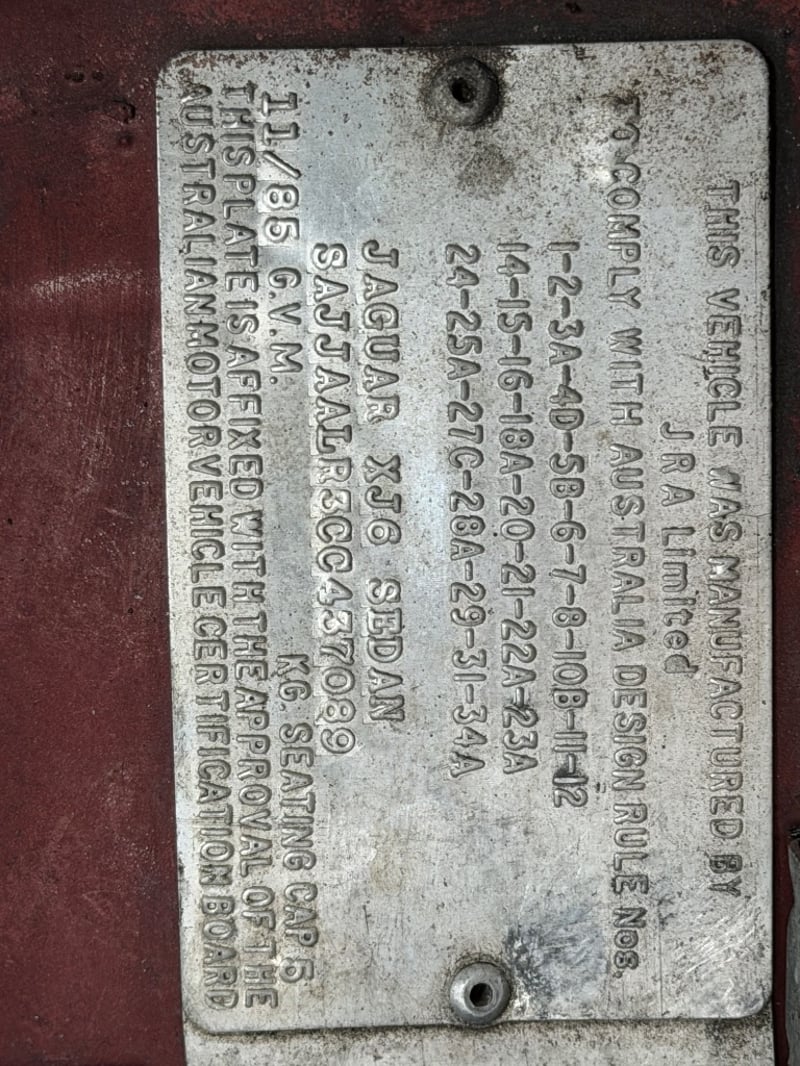 THIS VEHICLE WAS MANUFACTURED BY
JRA Limited
TO COMPLY WITH AUSTRALIA DESIGN RULE Nos.
1-2-3A-4D-5B-6-7-8-10B-11-12
14-15-16-18A-20-21-22A-23A
24-25A-27C-28A-29-31-34A
JAGUAR XJ6 SEDAN
SAJJAALR3CC437089
11/85 G.V.M. KG. SEATING CAP 5
THIS PLATE IS AFFIXED WITH THE APPROVAL OF THE
AUSTRALIAN MOTOR VEHICLE CERTIFICATION BOARD